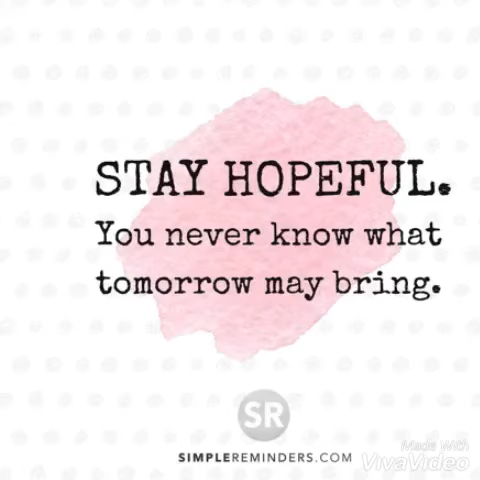 STAY HOPEFUL.
You never know what
tomorrow may bring.
SR
SIMPLEREMINDERS.COM
Made With
VivaVideo